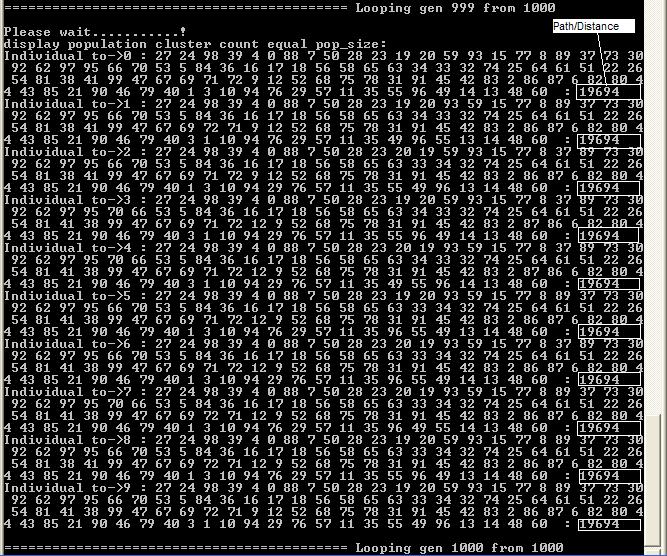 ======================================== Looping gen 999 from 1000
Path/Distance
Please wait...........!
display population cluster count equal pop_size:
Individual to->0 : 27 24 98 39 4 0 88 7 50 28 23 19 20 59 93 15 77 8 89 37 73 30
92 62 97 95 66 70 53 5 84 36 16 17 18 56 58 65 63 34 33 32 74 25 64 61 51 22 26
54 81 38 41 99 47 67 69 71 72 9 12 52 68 75 78 31 91 45 42 83 2 86 87 6 82 80 4
4 43 85 21 90 46 79 40 1 3 10 94 76 29 57 11 35 55 96 49 14 13 48 60 : 19694
Individual to->1 : 27 24 98 39 4 0 88 7 50 28 23 19 20 93 59 15 77 8 89 37 73 30
92 62 97 95 66 70 53 5 84 36 16 17 18 56 58 65 63 34 33 32 74 25 64 61 51 22 26
54 81 41 38 99 47 67 69 72 71 9 12 52 68 75 78 31 91 45 42 83 2 86 87 6 82 80 4
4 43 85 21 90 46 79 40 3 1 10 94 76 29 57 11 35 49 96 55 13 14 48 60 : 19694
Individual to->2 : 27 24 98 39 4 0 88 7 50 28 23 20 19 59 93 15 77 8 89 37 73 30
92 62 97 95 66 70 53 5 84 36 16 17 18 56 58 65 63 33 34 32 74 25 64 61 51 22 26
54 81 41 38 99 47 67 69 71 72 12 9 52 68 75 78 31 91 45 42 83 2 86 87 6 82 80 4
4 43 85 21 90 46 79 40 1 3 10 94 76 29 57 11 35 55 49 96 13 14 48 60 : 19694
Individual to->3 : 27 24 98 39 4 0 88 7 50 28 23 19 20 59 93 15 77 8 37 89 73 30
92 62 97 95 70 66 53 5 84 36 16 17 18 56 58 65 63 34 33 32 74 25 64 61 51 22 26
54 81 38 41 99 47 67 69 71 72 9 12 52 68 75 78 31 91 45 42 83 2 87 86 6 82 80 4
4 43 85 21 90 46 79 40 1 3 10 94 29 76 57 11 35 55 96 49 14 13 48 60 : 19694
Individual to->4 : 27 24 98 39 4 0 88 7 50 28 23 20 19 93 59 15 77 8 37 89 73 30
92 62 97 95 70 66 53 5 84 36 16 17 18 56 58 65 63 33 34 32 74 25 64 61 51 22 26
54 81 41 38 99 47 67 69 71 72 12 9 52 68 75 78 31 91 45 42 83 2 87 86 6 82 80 4
4 43 85 21 90 46 79 40 1 3 10 94 29 76 57 11 35 49 55 96 14 13 48 60 : 19694
Individual to->5 : 27 24 98 39 4 0 88 7 50 28 23 19 20 93 59 15 77 8 89 37 73 30
92 62 97 95 66 70 53 5 84 36 16 17 18 56 58 65 63 34 33 32 74 25 64 61 51 22 26
54 81 38 41 99 47 67 69 71 72 9 12 52 68 75 78 31 91 45 42 83 2 86 87 6 82 80 4
4 43 85 21 90 46 79 40 1 3 10 94 29 76 57 11 35 96 55 49 13 14 48 60 : 19694
Individual to->6 : 27 24 98 39 4 0 88 7 50 28 23 19 20 59 93 15 77 8 89 37 73 30
92 62 97 95 66 70 53 5 84 36 16 17 18 56 58 65 63 33 34 32 74 25 64 61 51 22 26
54 81 38 41 99 47 67 69 71 72 12 9 52 68 75 78 31 91 45 42 83 2 86 87 6 82 80 4
4 43 85 21 90 46 79 40 3 1 10 94 29 76 57 11 35 55 96 49 14 13 48 60 : 19694
Individual to->7 : 27 24 98 39 4 0 88 7 50 28 23 19 20 59 93 15 77 8 37 89 73 30
92 62 97 95 70 66 53 5 84 36 16 17 18 56 58 65 63 34 33 32 74 25 64 61 51 22 26
54 81 38 41 99 47 67 69 72 71 9 12 52 68 75 78 31 91 45 42 83 2 86 87 6 82 80 4
4 43 85 21 90 46 79 40 1 3 10 94 29 76 57 11 35 96 55 49 14 13 48 60 : 19694
Individual to->8 : 27 24 98 39 4 0 88 7 50 28 23 19 20 59 93 15 77 8 89 37 73 30
92 62 97 95 66 70 53 5 84 36 16 17 18 56 58 65 63 34 33 32 74 25 64 61 51 22 26
54 81 38 41 99 47 67 69 72 71 12 9 52 68 75 78 31 91 45 42 83 2 86 87 6 82 80 4
4 43 85 21 90 46 79 40 1 3 10 94 76 29 57 11 35 96 55 49 14 13 48 60 : 19694
Individual to->9 : 27 24 98 39 4 0 88 7 50 28 23 19 20 59 93 15 77 8 89 37 73 30
92 62 97 95 66 70 53 5 84 36 16 17 18 56 58 65 63 33 34 32 74 25 64 61 51 22 26
54 81 38 41 99 47 67 69 71 72 9 12 52 68 75 78 31 91 45 42 83 2 87 86 6 82 80 4
4 43 85 21 90 46 79 40 3 1 10 94 29 76 57 11 35 55 96 49 14 13 48 60 : 19694
======================================== Looping gen 1000 from 1000